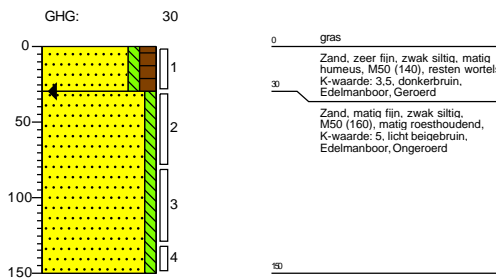 GHG: 30
0
50
100
150
1
2
3
4
0 gras
Zand, zeer fijn, zwak siltig, matig
humeus, M50 (140), resten wortels
K-waarde: 3,5, donkerbruin,
Edelmanboor, Geroerd
30
Zand, matig fijn, zwak siltig,
M50 (160), matig roesthoudend,
K-waarde: 5, licht beigebruin,
Edelmanboor, Ongeroerd
150